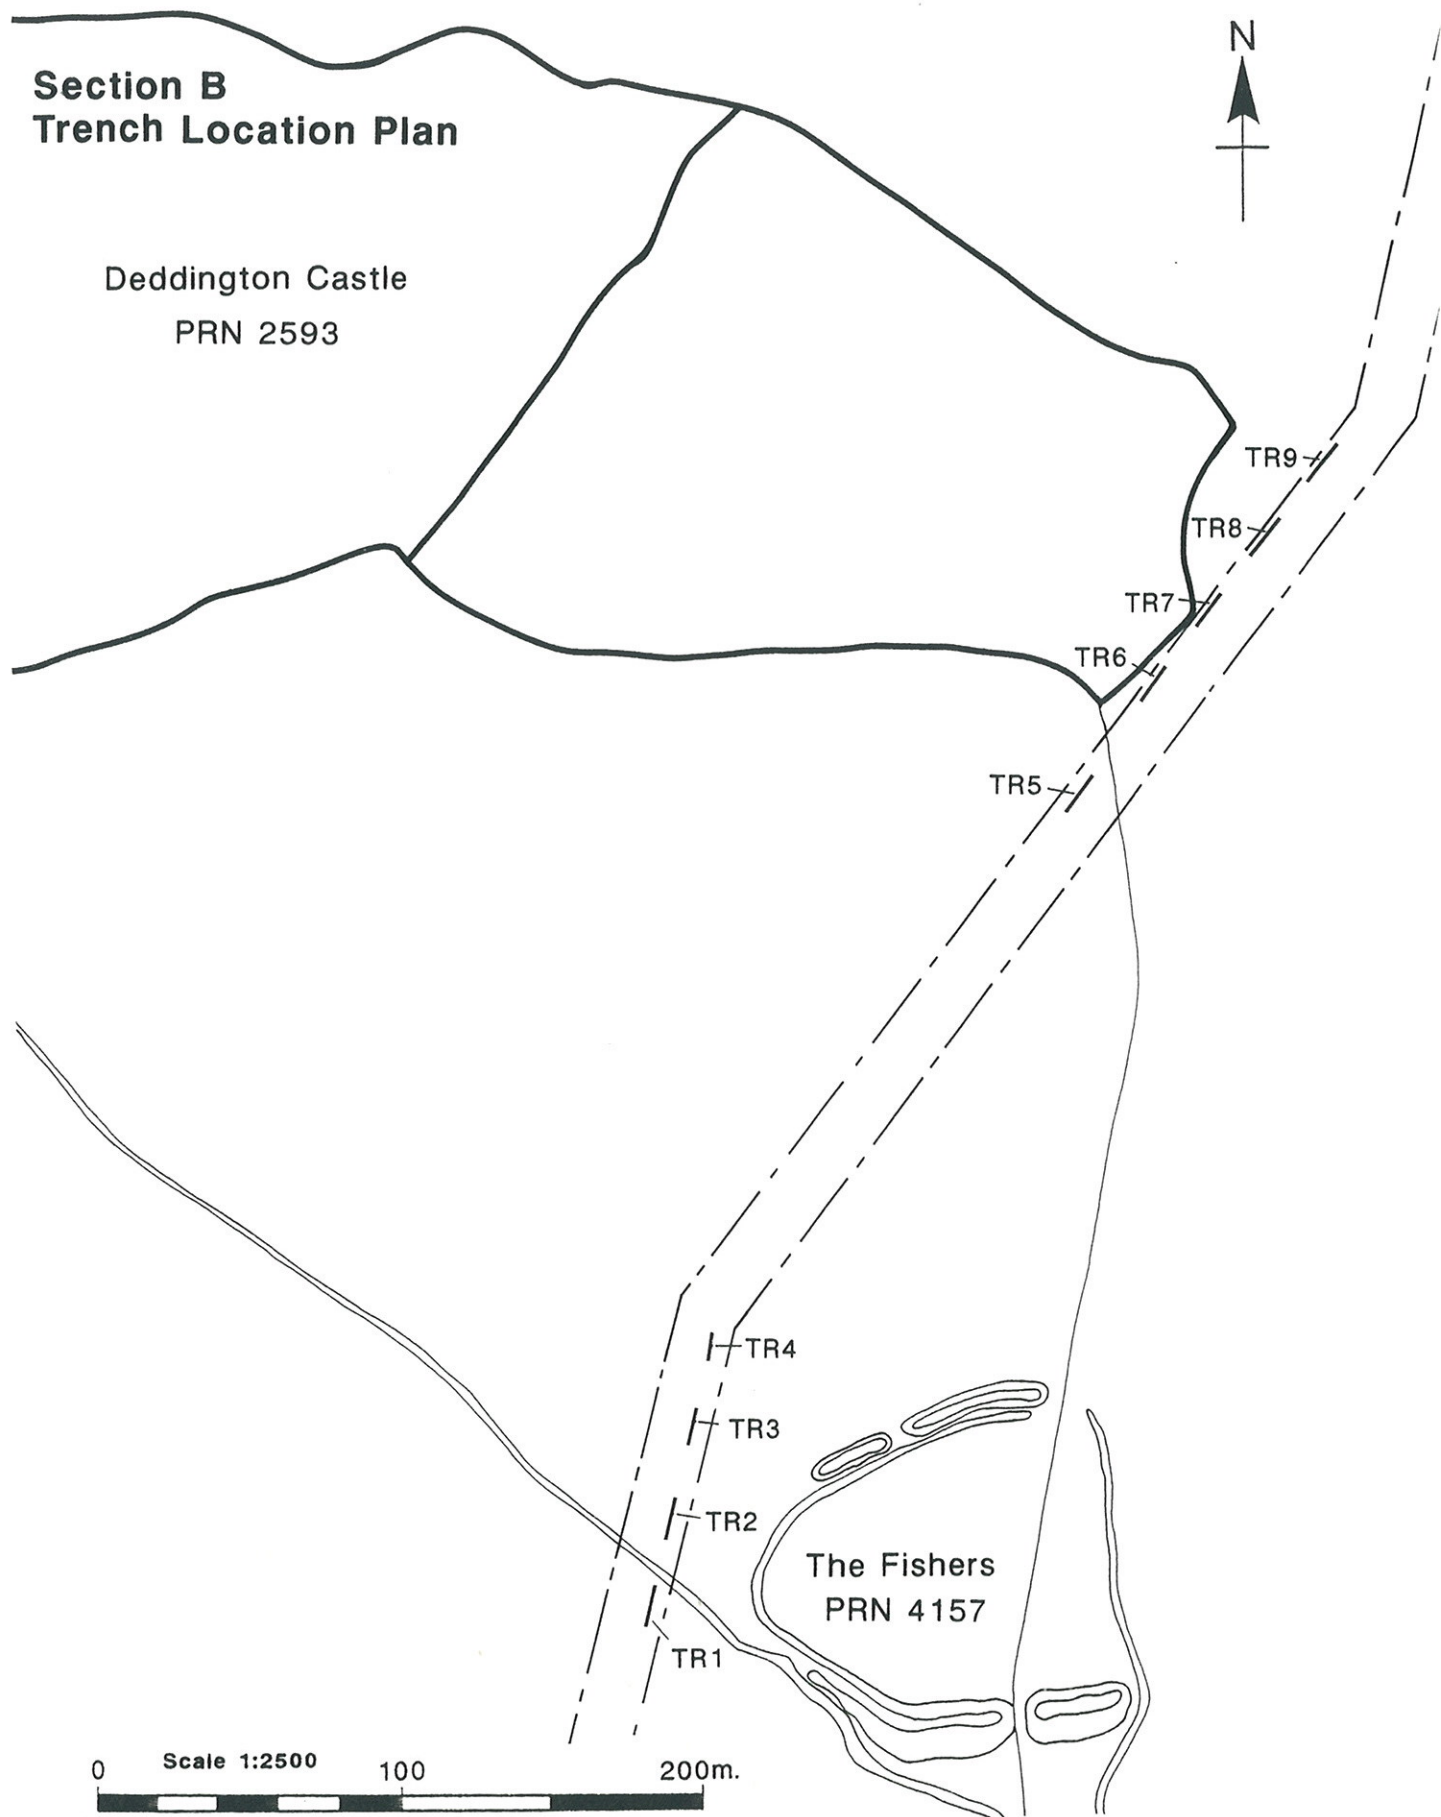 Section B
Trench Location Plan
N
Deddington Castle
PRN 2593
TR9
TR8
TR7
TR6
TR5
TR4
TR3
TR2
The Fishers
PRN 4157
TR1
Scale 1:2500
0 100 200m.